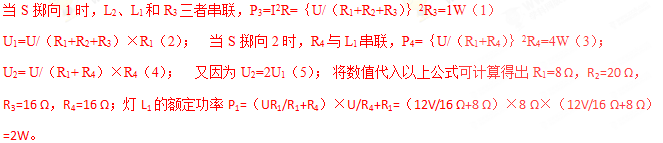 当 S 掷向 1 时，L₂、L₁ 和 R₃ 三者串联，P₃=I²R=｛U/（R₁+R₂+R₃）｝²R₃=1W（1）
U₁=U/（R₁+R₂+R₃）×R₁（2）； 当 S 掷向 2 时，R₄ 与 L₁ 串联，P₄=｛U/（R₁+R₄）｝²R₄=4W（3）；
U₂= U/（R₁+ R₄）×R₄（4）； 又因为 U₂=2U₁（5）； 将数值代入以上公式可计算得出 R₁=8 Ω，R₂=20 Ω，
R₃=16 Ω，R₄=16 Ω；灯 L₁ 的额定功率 P₁=（UR₁/R₁+R₄）×U/R₄+R₁=（12V/16 Ω+8 Ω）×8 Ω×（12V/16 Ω+8 Ω）
=2W。